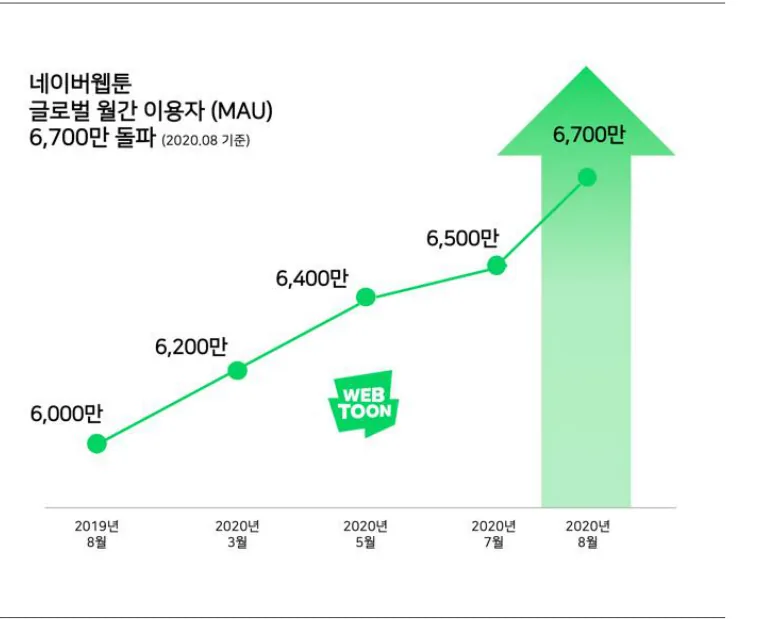 네이버웹툰
글로벌 월간 이용자 (MAU)
6,700만 돌파 (2020.08 기준)
6,700만
6,500만
6,400만
6,200만
6,000만
WEB
TOON
2019년
8월
2020년
3월
2020년
5월
2020년
7월
2020년
8월